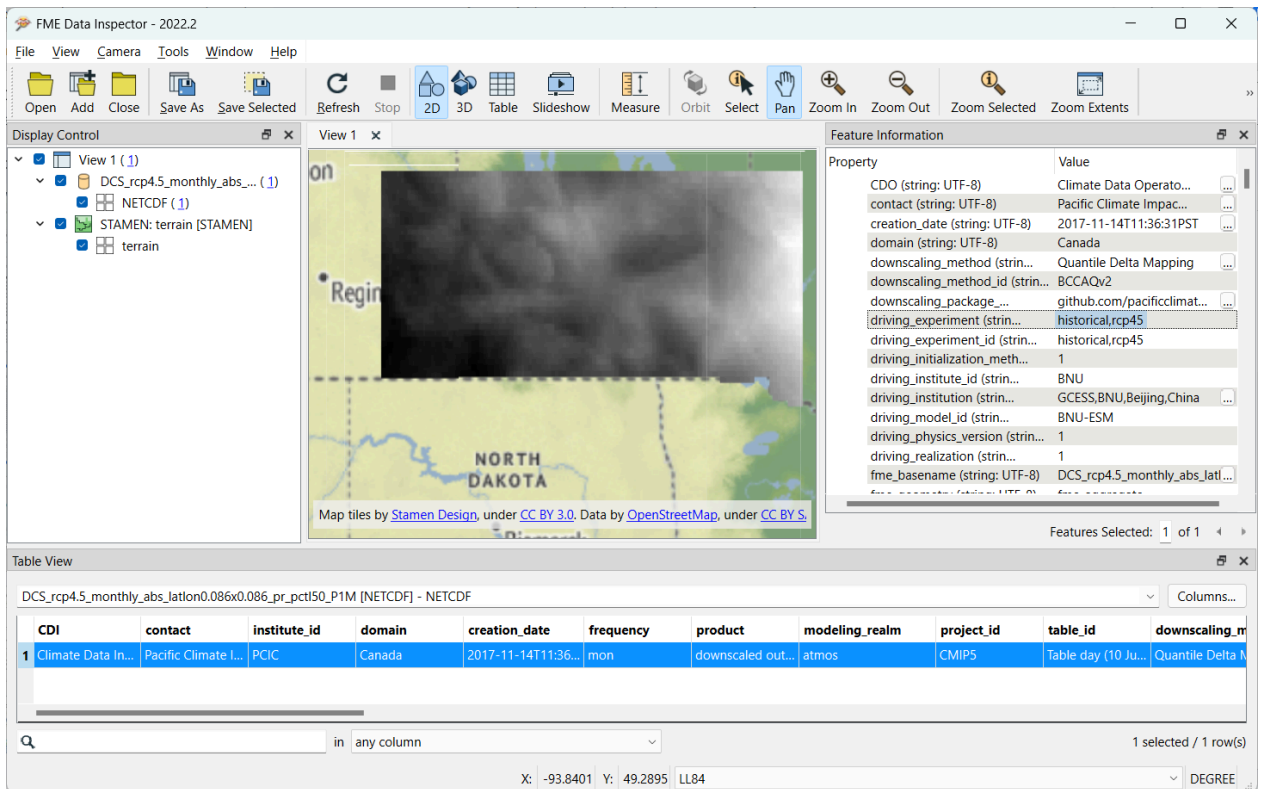 FME Data Inspector - 2022.2
File View Camera Tools Window Help
Open Add Close Save As Save Selected Refresh Stop 2D 3D Table Slideshow Measure Orbit Select Pan Zoom In Zoom Out Zoom Selected Zoom Extents »
Display Control
View 1 (1)
DCS_rcp4.5_monthly_abs_... (1)
NETCDF (1)
STAMEN: terrain [STAMEN]
terrain
View 1
on
Regin
NORTH
DAKOTA
Map tiles by Stamen Design, under CC BY 3.0. Data by OpenStreetMap, under CC BY S
Feature Information
Property Value
CDO (string: UTF-8) Climate Data Operato... ...
contact (string: UTF-8) Pacific Climate Impac... ...
creation_date (string: UTF-8) 2017-11-14T11:36:31PST ...
domain (string: UTF-8) Canada
downscaling_method (strin... Quantile Delta Mapping ...
downscaling_method_id (strin... BCCAQv2
downscaling_package_... github.com/pacificclimat... ...
driving_experiment (strin... historical,rcp45
driving_experiment_id (strin... historical,rcp45
driving_initialization_meth... 1
driving_institute_id (strin... BNU
driving_institution (strin... GCESS,BNU,Beijing,China ...
driving_model_id (strin... BNU-ESM
driving_physics_version (strin... 1
driving_realization (strin... 1
fme_basename (string: UTF-8) DCS_rcp4.5_monthly_abs_latl...
Features Selected: 1 of 1
Table View
DCS_rcp4.5_monthly_abs_latlon0.086x0.086_pr_pctl50_P1M [NETCDF] - NETCDF Columns...
CDI contact institute_id domain creation_date frequency product modeling_realm project_id table_id downscaling_m
1 Climate Data In... Pacific Climate I... PCIC Canada 2017-11-14T11:36... mon downscaled out... atmos CMIP5 Table day (10 Ju... Quantile Delta M
in any column 1 selected / 1 row(s)
X: -93.8401 Y: 49.2895 LL84 DEGREE